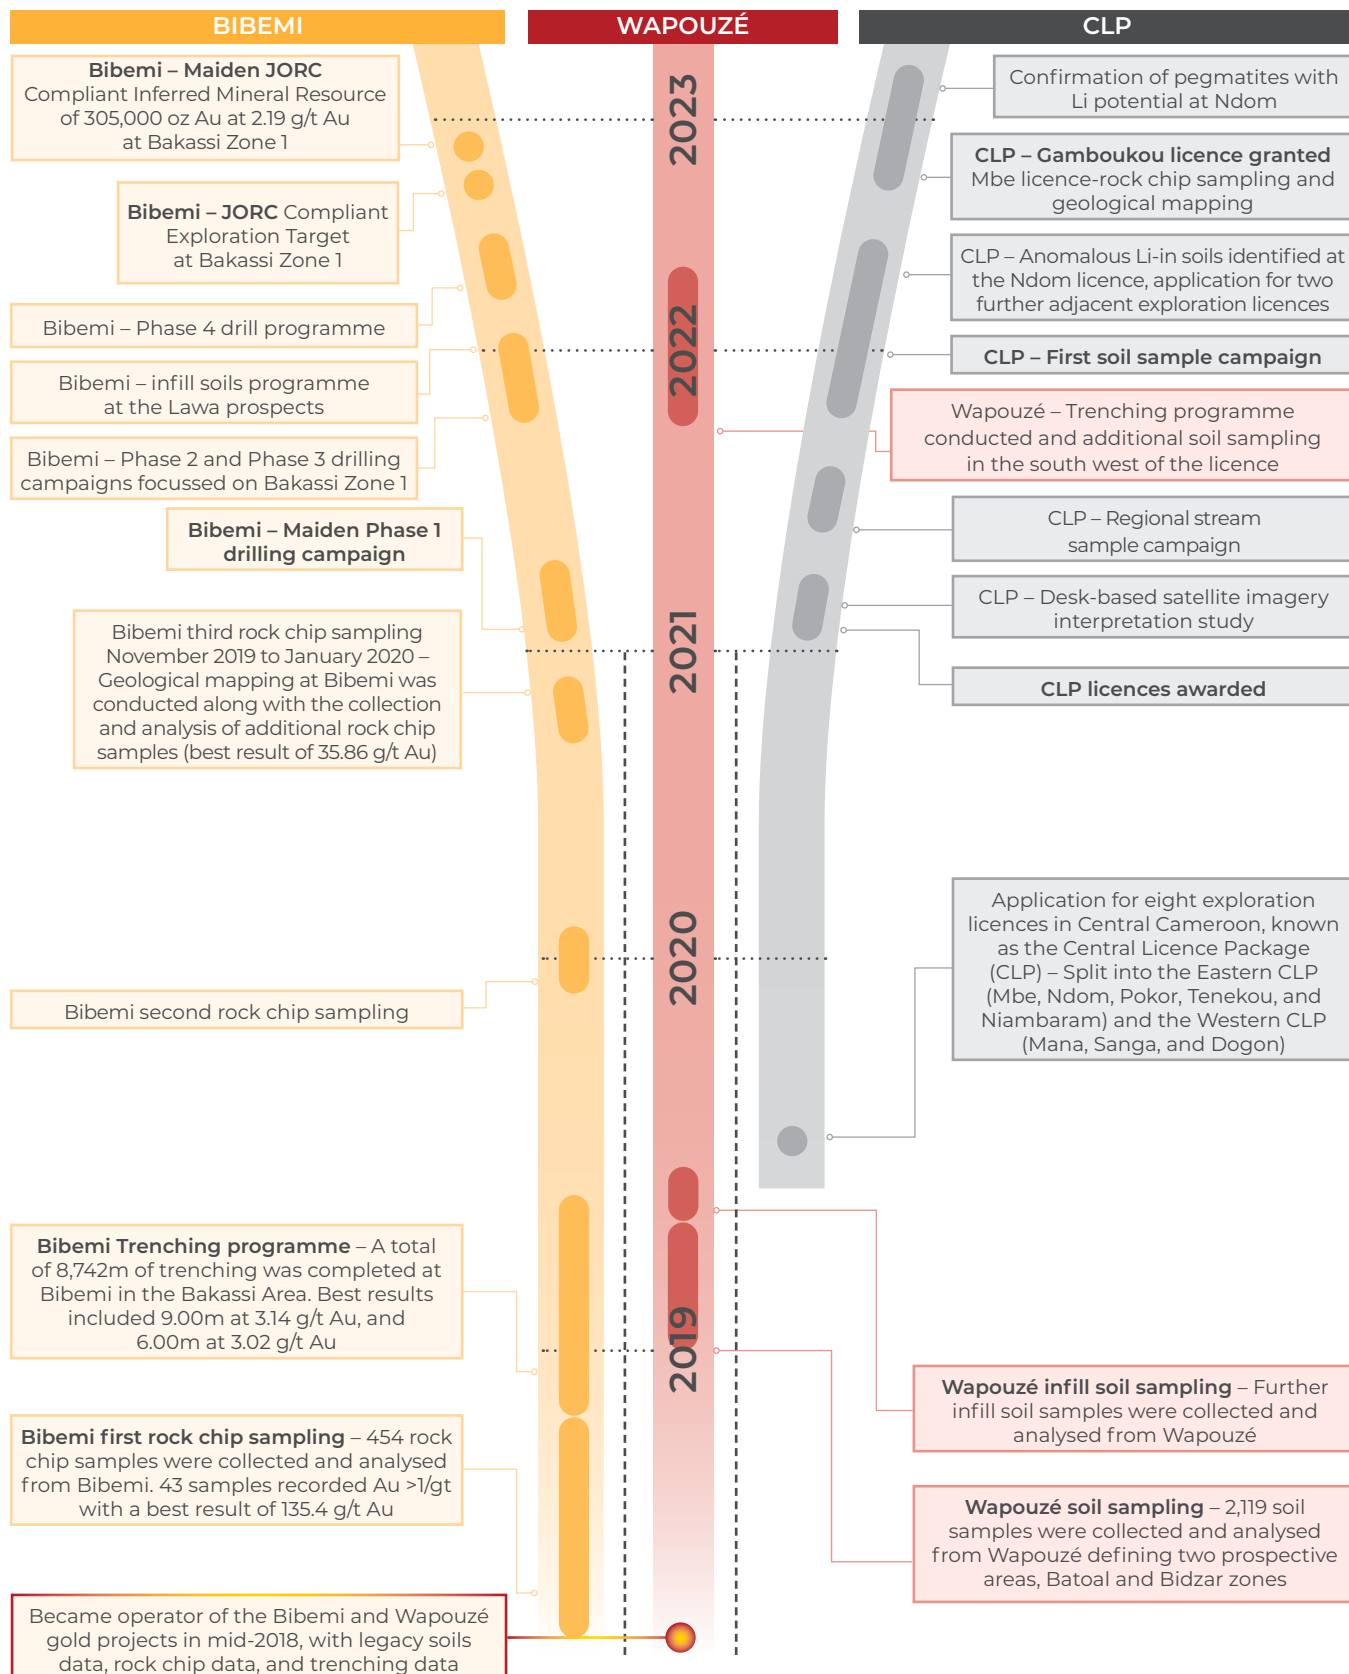 BIBEMI
WAPOUZÉ
CLP
Bibemi – Maiden JORC
Compliant Inferred Mineral Resource
of 305,000 oz Au at 2.19 g/t Au
at Bakassi Zone 1
Bibemi – JORC Compliant
Exploration Target
at Bakassi Zone 1
Bibemi – Phase 4 drill programme
Bibemi – infill soils programme
at the Lawa prospects
Bibemi – Phase 2 and Phase 3 drilling
campaigns focussed on Bakassi Zone 1
Bibemi – Maiden Phase 1
drilling campaign
Bibemi third rock chip sampling
November 2019 to January 2020 –
Geological mapping at Bibemi was
conducted along with the collection
and analysis of additional rock chip
samples (best result of 35.86 g/t Au)
Bibemi second rock chip sampling
Bibemi Trenching programme – A total
of 8,742m of trenching was completed at
Bibemi in the Bakassi Area. Best results
included 9.00m at 3.14 g/t Au, and
6.00m at 3.02 g/t Au
Bibemi first rock chip sampling – 454 rock
chip samples were collected and analysed
from Bibemi. 43 samples recorded Au >1/gt
with a best result of 135.4 g/t Au
Became operator of the Bibemi and Wapouzé
gold projects in mid-2018, with legacy soils
data, rock chip data, and trenching data
2023
2022
2021
2020
2019
Confirmation of pegmatites with
Li potential at Ndom
CLP – Gamboukou licence granted
Mbe licence-rock chip sampling and
geological mapping
CLP – Anomalous Li-in soils identified at
the Ndom licence, application for two
further adjacent exploration licences
CLP – First soil sample campaign
Wapouzé – Trenching programme
conducted and additional soil sampling
in the south west of the licence
CLP – Regional stream
sample campaign
CLP – Desk-based satellite imagery
interpretation study
CLP licences awarded
Application for eight exploration
licences in Central Cameroon, known
as the Central Licence Package
(CLP) – Split into the Eastern CLP
(Mbe, Ndom, Pokor, Tenekou, and
Niambaram) and the Western CLP
(Mana, Sanga, and Dogon)
Wapouzé infill soil sampling – Further
infill soil samples were collected and
analysed from Wapouzé
Wapouzé soil sampling – 2,119 soil
samples were collected and analysed
from Wapouzé defining two prospective
areas, Batoal and Bidzar zones